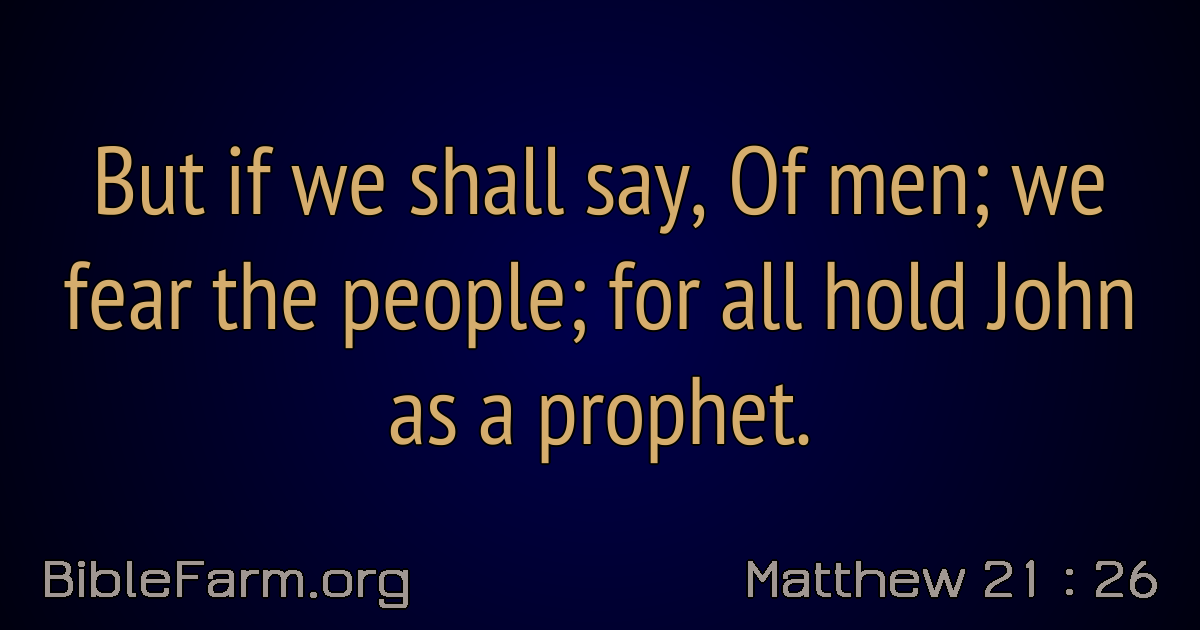 But if we shall say, Of men; we
fear the people; for all hold John
as a prophet.
BibleFarm.org
Matthew 21 : 26